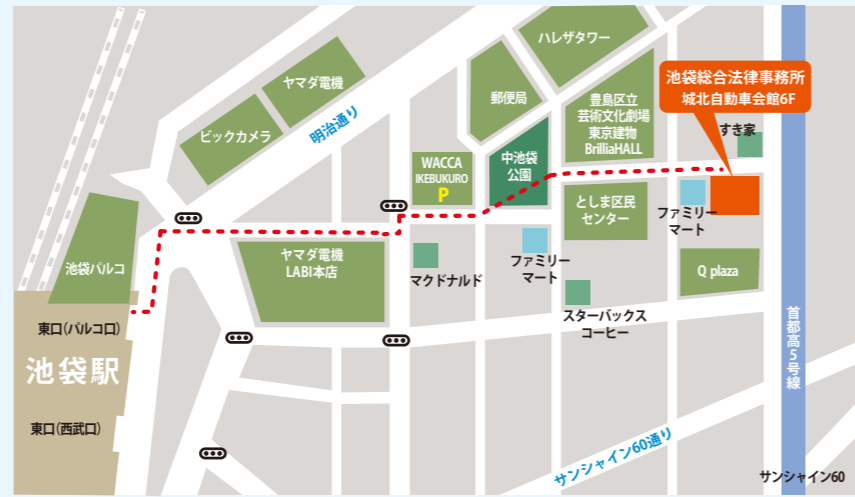 ハレザタワー
ヤマダ電機
郵便局
池袋総合法律事務所
城北自動車会館6F
豊島区立
芸術文化劇場
東京建物
BrilliaHALL
すき家
ビックカメラ
明治通り
WACCA
IKEBUKURO
P
中池袋
公園
としま区民
センター
ファミリー
マート
池袋パルコ
ヤマダ電機
LABI本店
マクドナルド
ファミリー
マート
Q plaza
スターバックス
コーヒー
首都高5号線
東口(パルコ口)
池袋駅
東口(西武口)
サンシャイン60通り
サンシャイン60